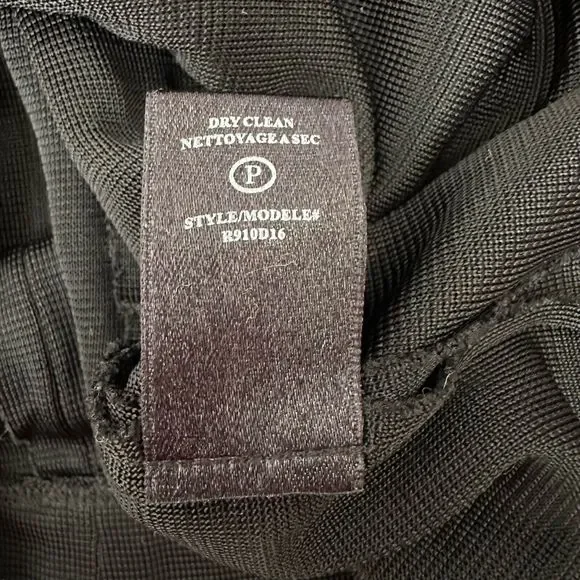 DRY CLEAN
NETTOYAGE A SEC
P
STYLE/MODELE#
R910D16